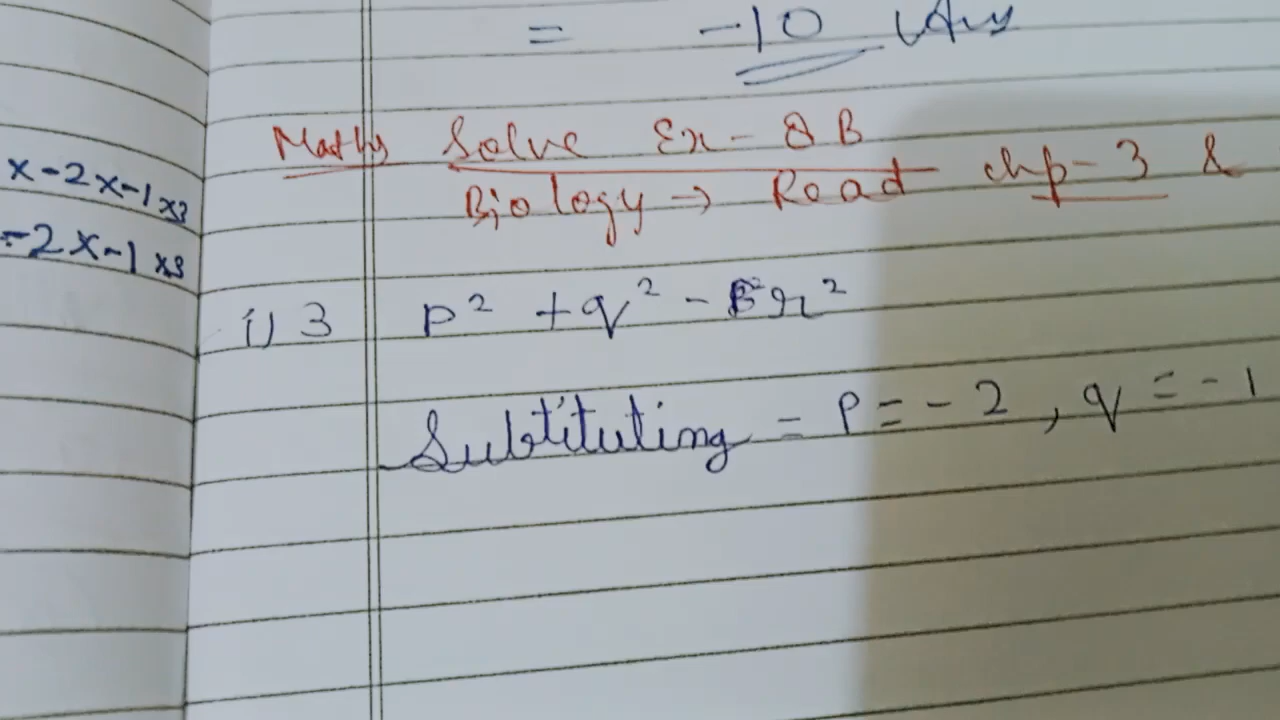 x-2x-1x3
=-2x-1x3
= -10 Ans
Maths Solve Ex-8B
Biology → Read chp-3 &
i) 3 p² + q² - r²
Subtituting = P = -2, q = -1